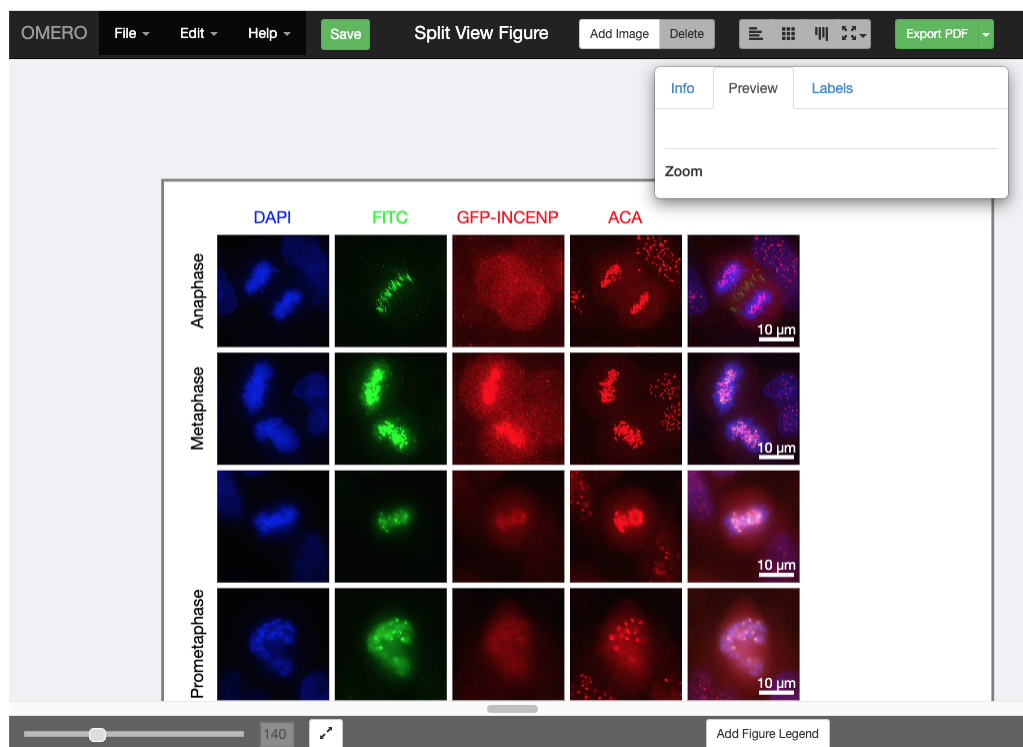 OMERO File Edit Help Save Split View Figure Add Image Delete Export PDF
Info Preview Labels
Zoom
DAPI FITC GFP-INCENP ACA
Anaphase
10 µm
Metaphase
10 µm
10 µm
Prometaphase
10 µm
140 Add Figure Legend